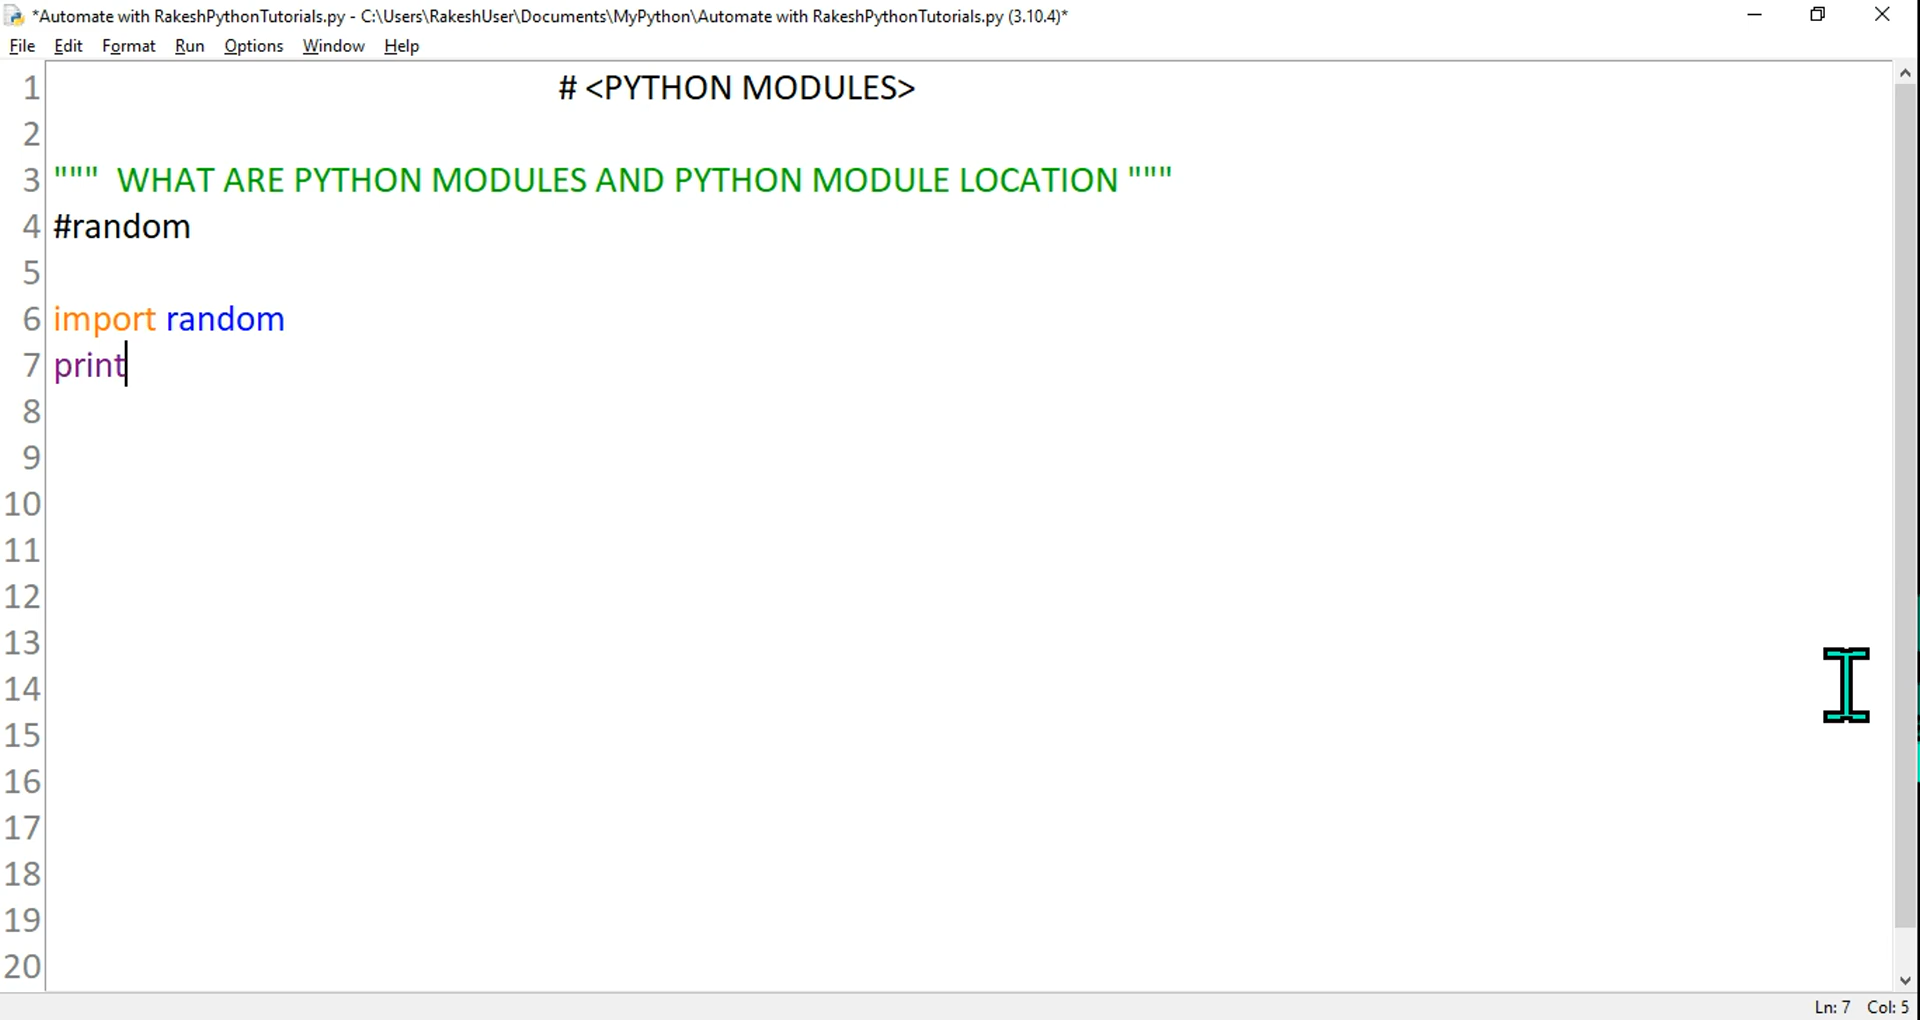 *Automate with RakeshPythonTutorials.py - C:\Users\RakeshUser\Documents\MyPython\Automate with RakeshPythonTutorials.py (3.10.4)*
File Edit Format Run Options Window Help
1 # <PYTHON MODULES>
2
3 """  WHAT ARE PYTHON MODULES AND PYTHON MODULE LOCATION """
4 #random
5
6 import random
7 print
8
9
10
11
12
13
14
15
16
17
18
19
20
Ln: 7 Col: 5